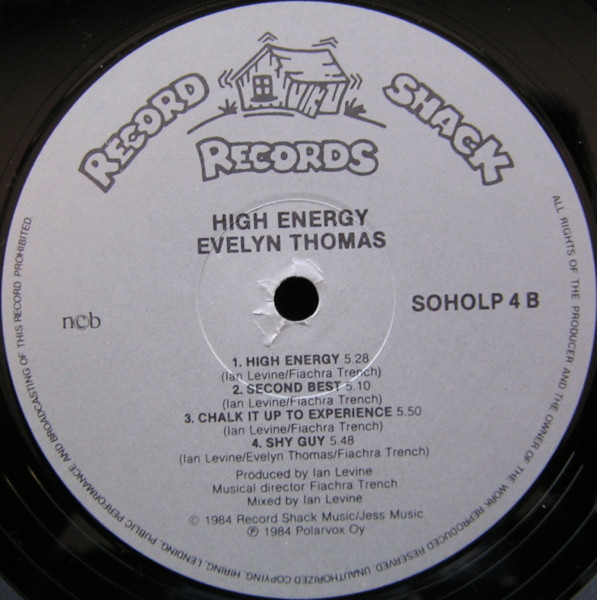 RECORD SHACK
RECORDS
HIGH ENERGY
EVELYN THOMAS
ncb
SOHOLP 4 B
1. HIGH ENERGY 5.28
(Ian Levine/Fiachra Trench)
2. SECOND BEST 5.10
(Ian Levine/Fiachra Trench)
3. CHALK IT UP TO EXPERIENCE 5.50
(Ian Levine/Fiachra Trench)
4. SHY GUY 5.48
(Ian Levine/Evelyn Thomas/Fiachra Trench)
Produced by Ian Levine
Musical director Fiachra Trench
Mixed by Ian Levine
© 1984 Record Shack Music/Jess Music
℗ 1984 Polarvox Oy
ALL RIGHTS OF THE PRODUCER AND THE OWNER OF THE WORK REPRODUCED RESERVED. UNAUTHORIZED COPYING, HIRING, LENDING, PUBLIC PERFORMANCE AND BROADCASTING OF THIS RECORD PROHIBITED.